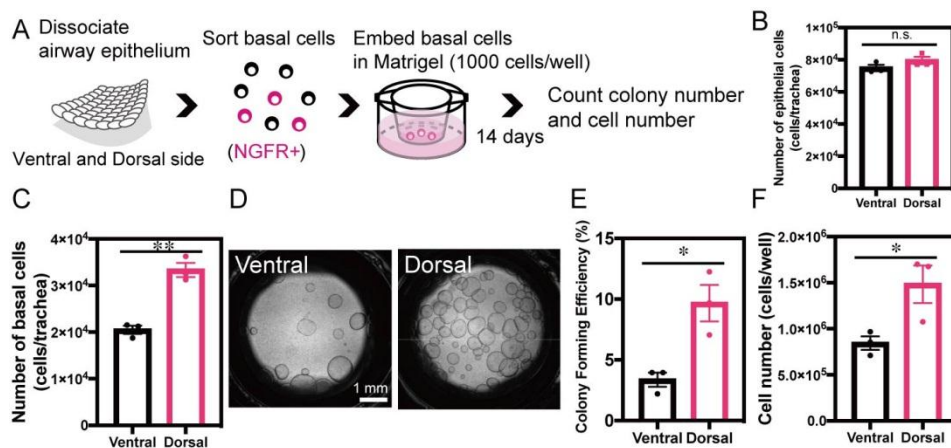 A
Dissociate
airway epithelium
Ventral and Dorsal side
Sort basal cells
(NGFR+)
Embed basal cells
in Matrigel (1000 cells/well)
14 days
Count colony number
and cell number
B
Number of epithelial cells
(cells/trachea)
1×10⁵
8×10⁴
6×10⁴
4×10⁴
2×10⁴
0
n.s.
Ventral Dorsal
C
Number of basal cells
(cells/trachea)
4×10⁴
3×10⁴
2×10⁴
1×10⁴
**
Ventral Dorsal
D
Ventral
1 mm
Dorsal
E
Colony Forming Efficiency (%)
15
10
5
0
*
Ventral Dorsal
F
Cell number (cells/well)
2.0×10⁶
1.5×10⁶
1.0×10⁶
5.0×10⁵
0.0
*
Ventral Dorsal